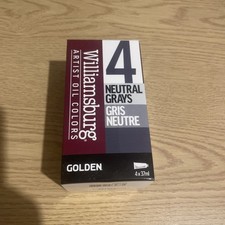 Williamsburg
ARTIST OIL COLORS
4
NEUTRAL
GRAYS
GRIS
NEUTRE
GOLDEN
4 x 37ml